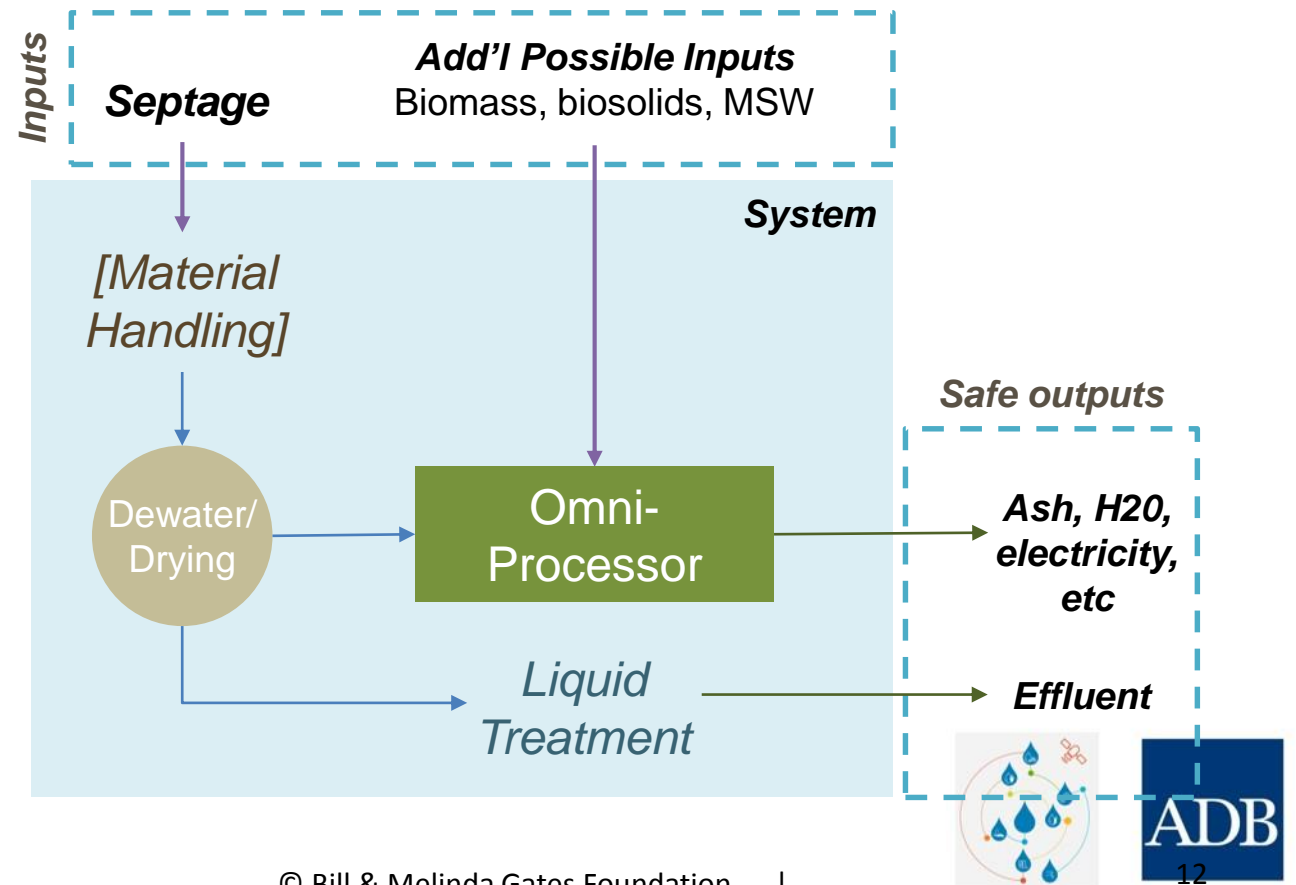 Inputs
Septage
Add'l Possible Inputs
Biomass, biosolids, MSW
System
[Material
Handling]
Dewater/
Drying
Omni-
Processor
Liquid
Treatment
Safe outputs
Ash, H20,
electricity,
etc
Effluent
ADB
© Bill & Melinda Gates Foundation |
12